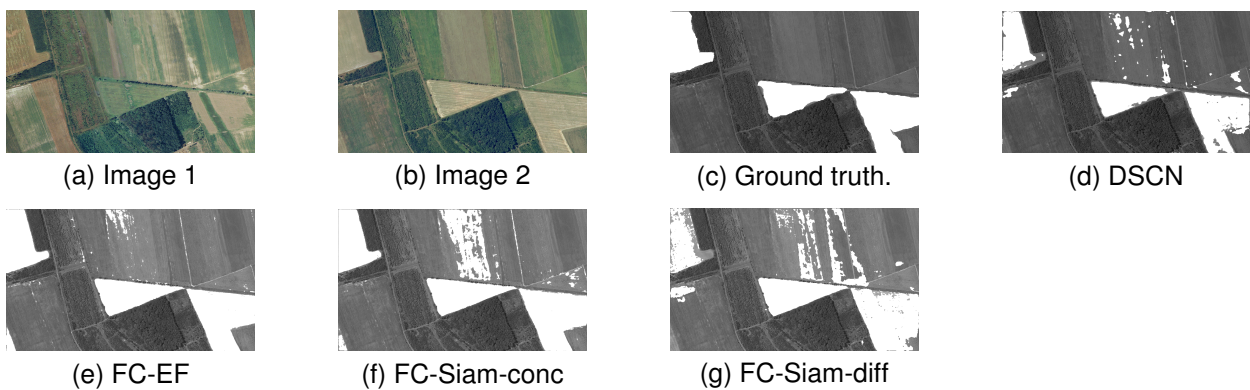 (a) Image 1
(b) Image 2
(c) Ground truth.
(d) DSCN
(e) FC-EF
(f) FC-Siam-conc
(g) FC-Siam-diff